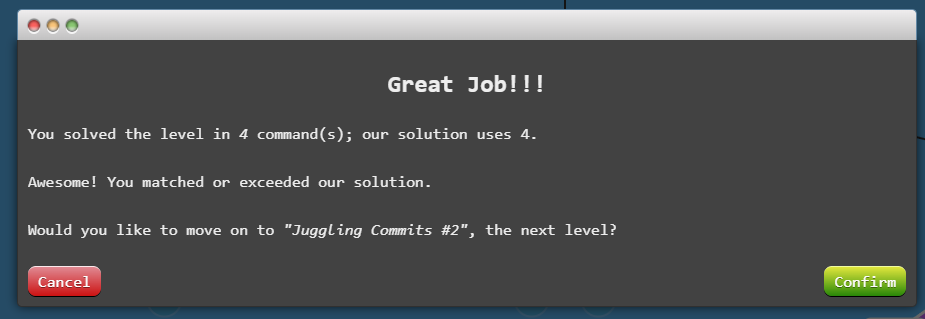 Great Job!!!
You solved the level in 4 command(s); our solution uses 4.
Awesome! You matched or exceeded our solution.
Would you like to move on to "Juggling Commits #2", the next level?
Cancel Confirm